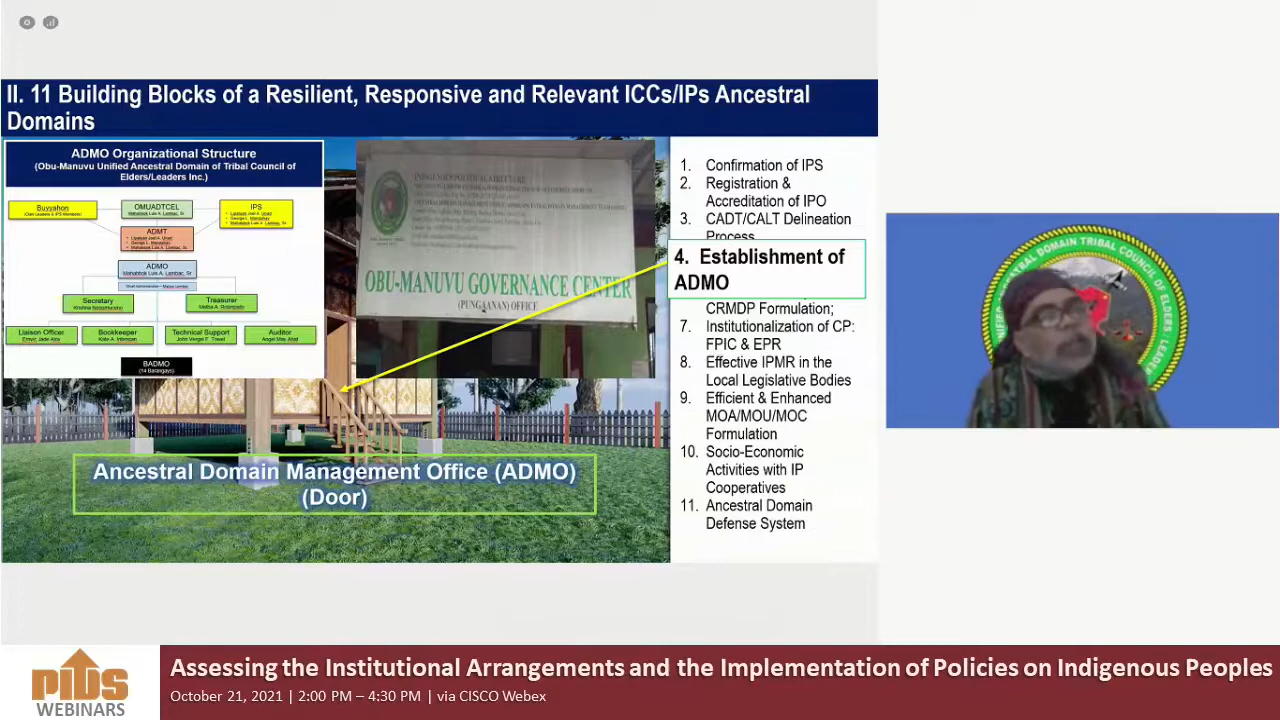 II. 11 Building Blocks of a Resilient, Responsive and Relevant ICCs/IPs Ancestral
Domains
ADMO Organizational Structure
(Obu-Manuvu Unified Ancestral Domain of Tribal Council of
Elders/Leaders Inc.)
Buyyahon
OMUADTCEL
IPS
ADMT
ADMO
Secretary
Treasurer
Liaison Officer
Bookkeeper
Technical Support
Auditor
BADMO
(14 Barangays)
OBU-MANUVU GOVERNANCE CENTER
(PUNGAANAN) OFFICE
1. Confirmation of IPS
2. Registration &
Accreditation of IPO
3. CADT/CALT Delineation
Process
4. Establishment of
ADMO
CRMDP Formulation;
7. Institutionalization of CP:
FPIC & EPR
8. Effective IPMR in the
Local Legislative Bodies
9. Efficient & Enhanced
MOA/MOU/MOC
Formulation
10. Socio-Economic
Activities with IP
Cooperatives
11. Ancestral Domain
Defense System
Ancestral Domain Management Office (ADMO)
(Door)
DOMAIN TRIBAL COUNCIL OF
pids
WEBINARS
Assessing the Institutional Arrangements and the Implementation of Policies on Indigenous Peoples
October 21, 2021 | 2:00 PM – 4:30 PM | via CISCO Webex